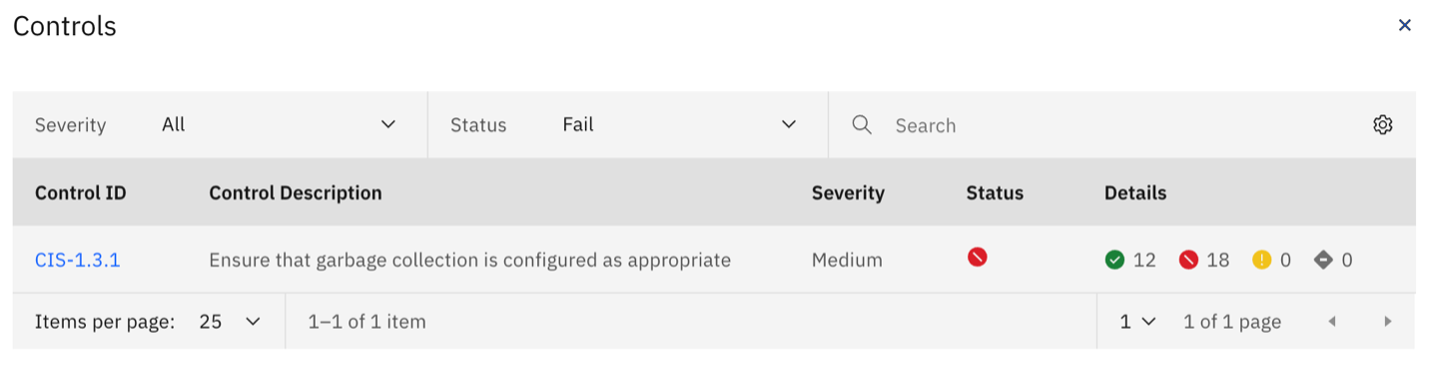 Controls
Severity All Status Fail Search
Control ID Control Description Severity Status Details
CIS-1.3.1 Ensure that garbage collection is configured as appropriate Medium 12 18 0 0
Items per page: 25 1–1 of 1 item 1 1 of 1 page